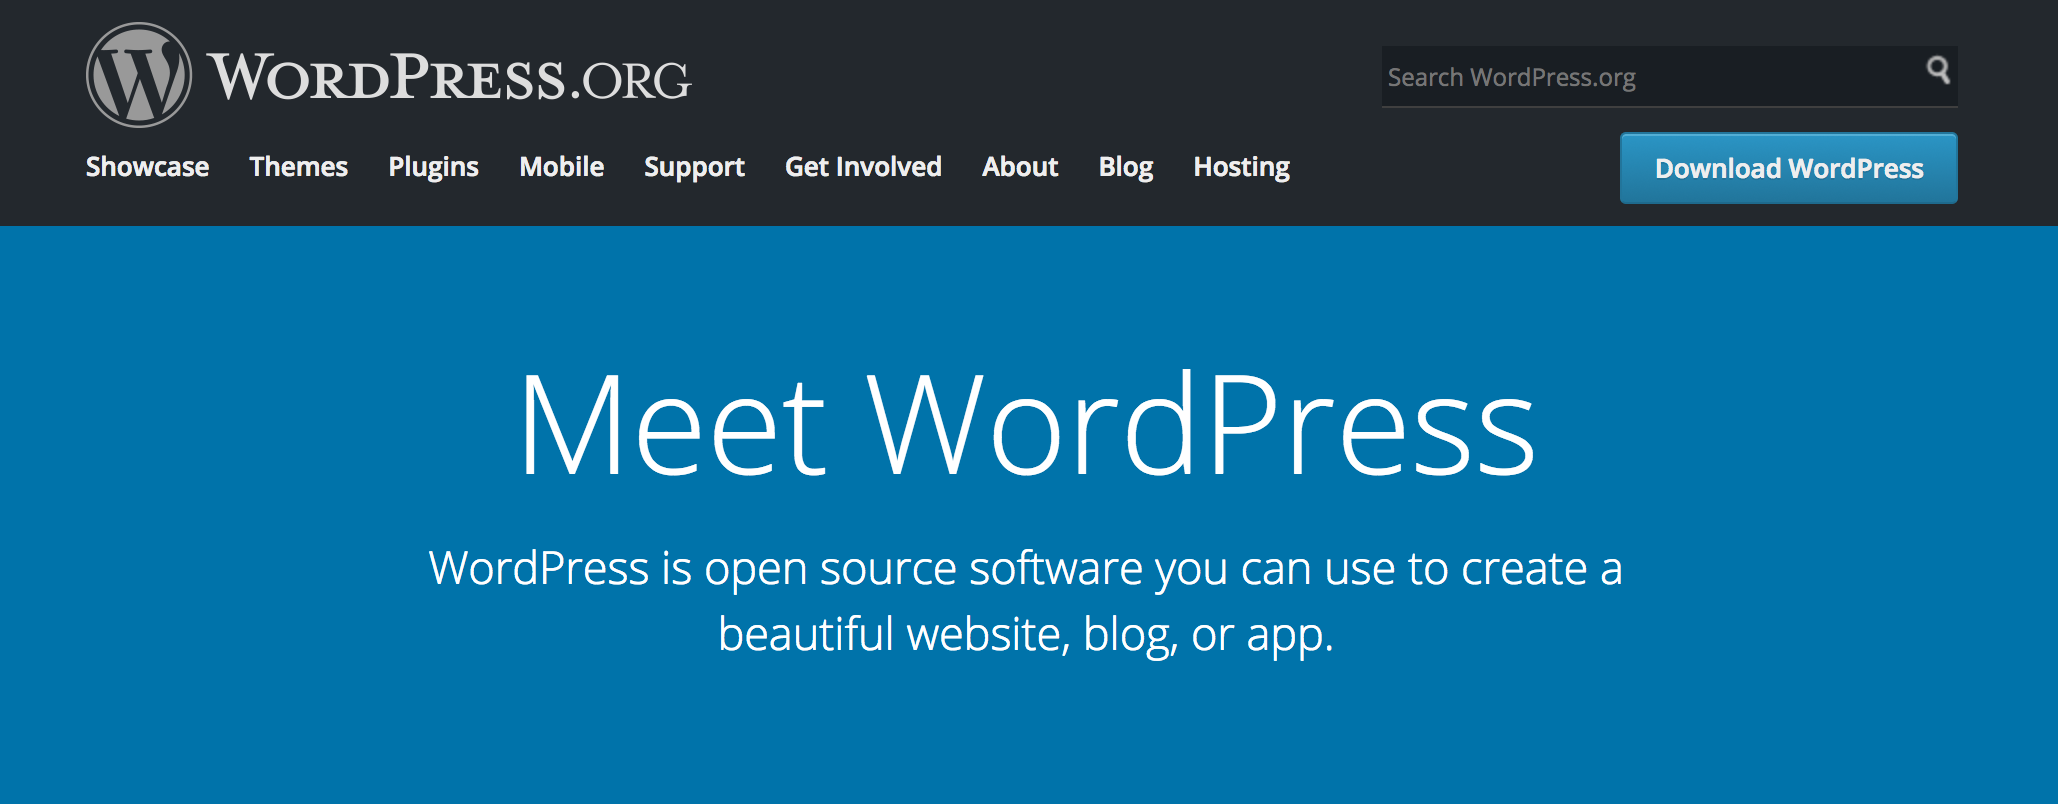 WORDPRESS.ORG
Search WordPress.org
Showcase Themes Plugins Mobile Support Get Involved About Blog Hosting
Download WordPress
Meet WordPress
WordPress is open source software you can use to create a
beautiful website, blog, or app.